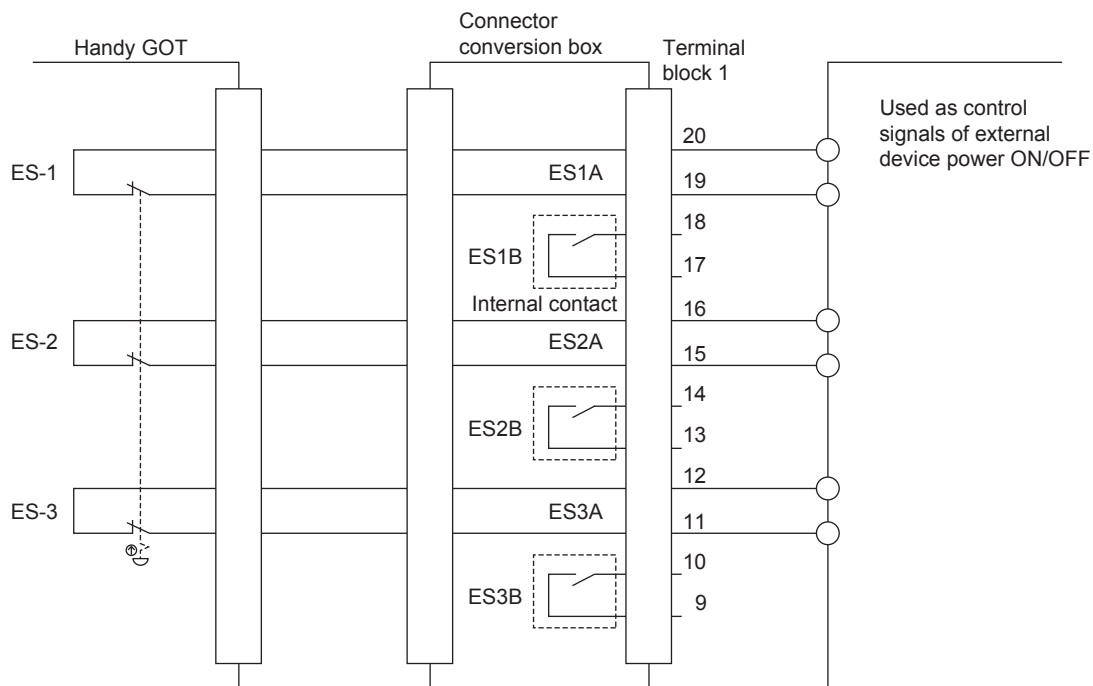 Handy GOT
Connector
conversion box
Terminal
block 1
Used as control
signals of external
device power ON/OFF
20
ES-1
ES1A
19
18
ES1B
17
Internal contact
16
ES-2
ES2A
15
14
ES2B
13
12
ES-3
ES3A
11
10
ES3B
9